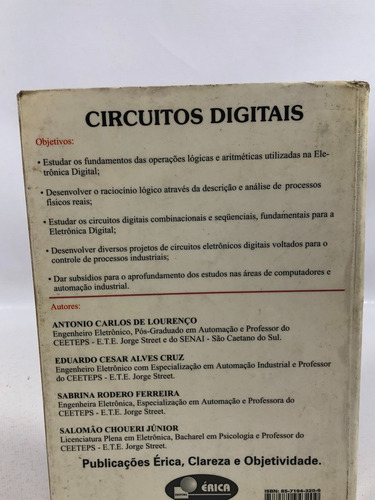 CIRCUITOS DIGITAIS
Objetivos:
• Estudar os fundamentos das operações lógicas e aritméticas utilizadas na Ele-
trônica Digital;
• Desenvolver o raciocínio lógico através da descrição e análise de processos
físicos reais;
• Estudar os circuitos digitais combinacionais e seqüenciais, fundamentais para a
Eletrônica Digital;
• Desenvolver diversos projetos de circuitos eletrônicos digitais voltados para o
controle de processos industriais;
• Dar subsídios para o aprofundamento dos estudos nas áreas de computadores e
automação industrial.
Autores:
ANTONIO CARLOS DE LOURENÇO
Engenheiro Eletrônico, Pós-Graduado em Automação e Professor do
CEETEPS - E.T.E. Jorge Street e do SENAI - São Caetano do Sul.
EDUARDO CESAR ALVES CRUZ
Engenheiro Eletrônico com Especialização em Automação Industrial e Professor
do CEETEPS - E.T.E. Jorge Street.
SABRINA RODERO FERREIRA
Engenheira Eletrônica, Especialização em Automação e Professora do
CEETEPS - E.T.E. Jorge Street.
SALOMÃO CHOUERI JÚNIOR
Licenciatura Plena em Eletrônica, Bacharel em Psicologia e Professor do
CEETEPS - E.T.E. Jorge Street.
Publicações Érica, Clareza e Objetividade.
ÉRICA
ISBN: 85-7194-320-9